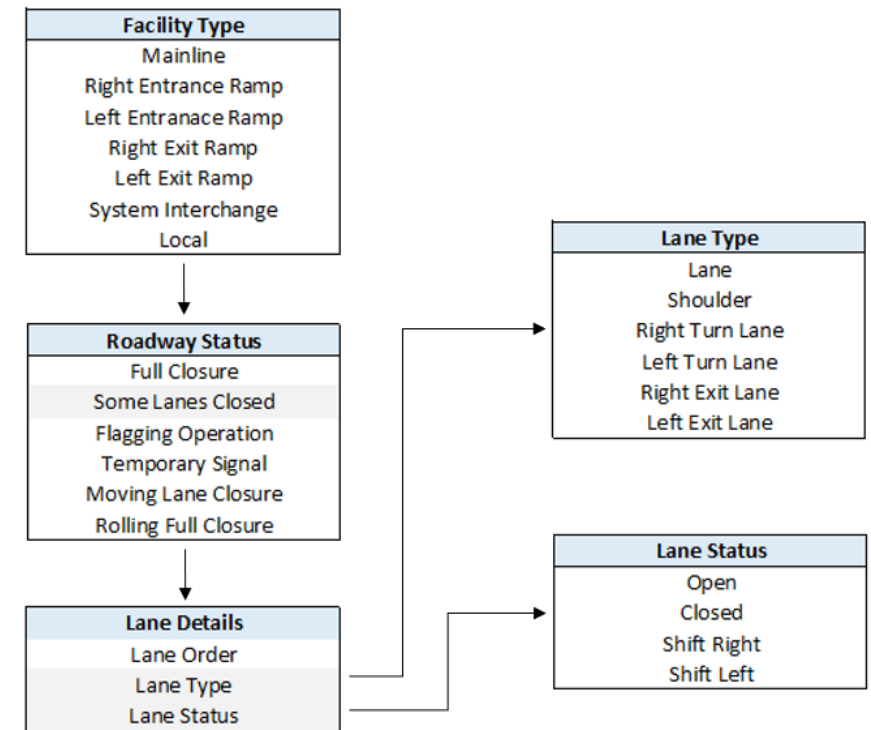 Facility Type
Mainline
Right Entrance Ramp
Left Entranace Ramp
Right Exit Ramp
Left Exit Ramp
System Interchange
Local
Roadway Status
Full Closure
Some Lanes Closed
Flagging Operation
Temporary Signal
Moving Lane Closure
Rolling Full Closure
Lane Details
Lane Order
Lane Type
Lane Status
Lane Type
Lane
Shoulder
Right Turn Lane
Left Turn Lane
Right Exit Lane
Left Exit Lane
Lane Status
Open
Closed
Shift Right
Shift Left